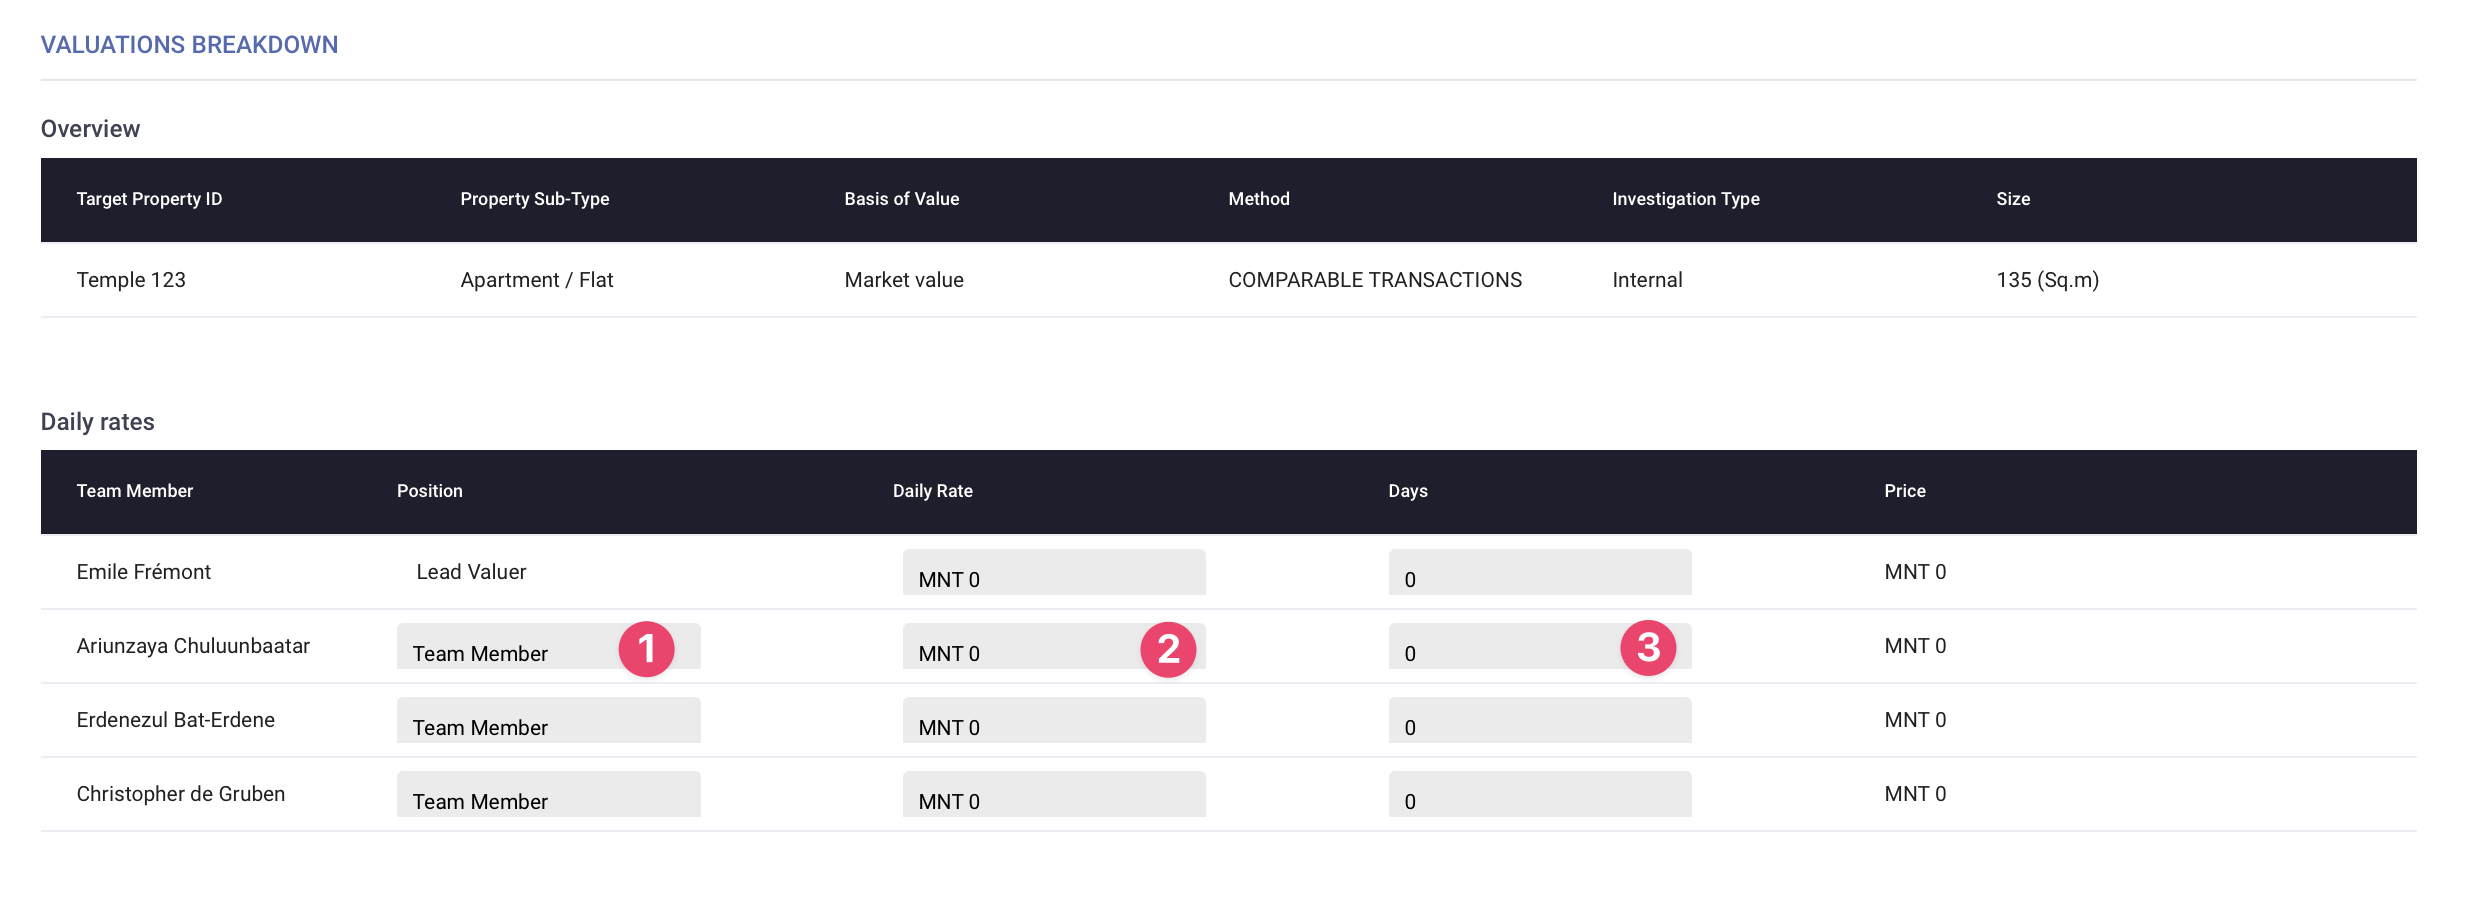 VALUATIONS BREAKDOWN
Overview
Target Property ID Property Sub-Type Basis of Value Method Investigation Type Size
Temple 123 Apartment / Flat Market value COMPARABLE TRANSACTIONS Internal 135 (Sq.m)
Daily rates
Team Member Position Daily Rate Days Price
Emile Frémont Lead Valuer MNT 0 0 MNT 0
Ariunzaya Chuluunbaatar Team Member 1 MNT 0 2 0 3 MNT 0
Erdenezul Bat-Erdene Team Member MNT 0 0 MNT 0
Christopher de Gruben Team Member MNT 0 0 MNT 0